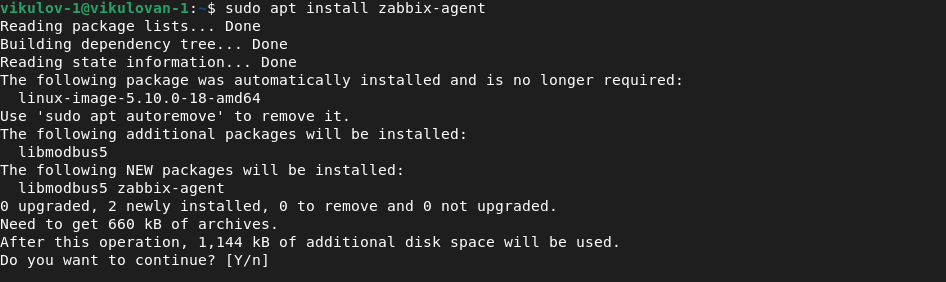 vikulov-1@vikulovan-1:~$ sudo apt install zabbix-agent
Reading package lists... Done
Building dependency tree... Done
Reading state information... Done
The following package was automatically installed and is no longer required:
  linux-image-5.10.0-18-amd64
Use 'sudo apt autoremove' to remove it.
The following additional packages will be installed:
  libmodbus5
The following NEW packages will be installed:
  libmodbus5 zabbix-agent
0 upgraded, 2 newly installed, 0 to remove and 0 not upgraded.
Need to get 660 kB of archives.
After this operation, 1,144 kB of additional disk space will be used.
Do you want to continue? [Y/n]